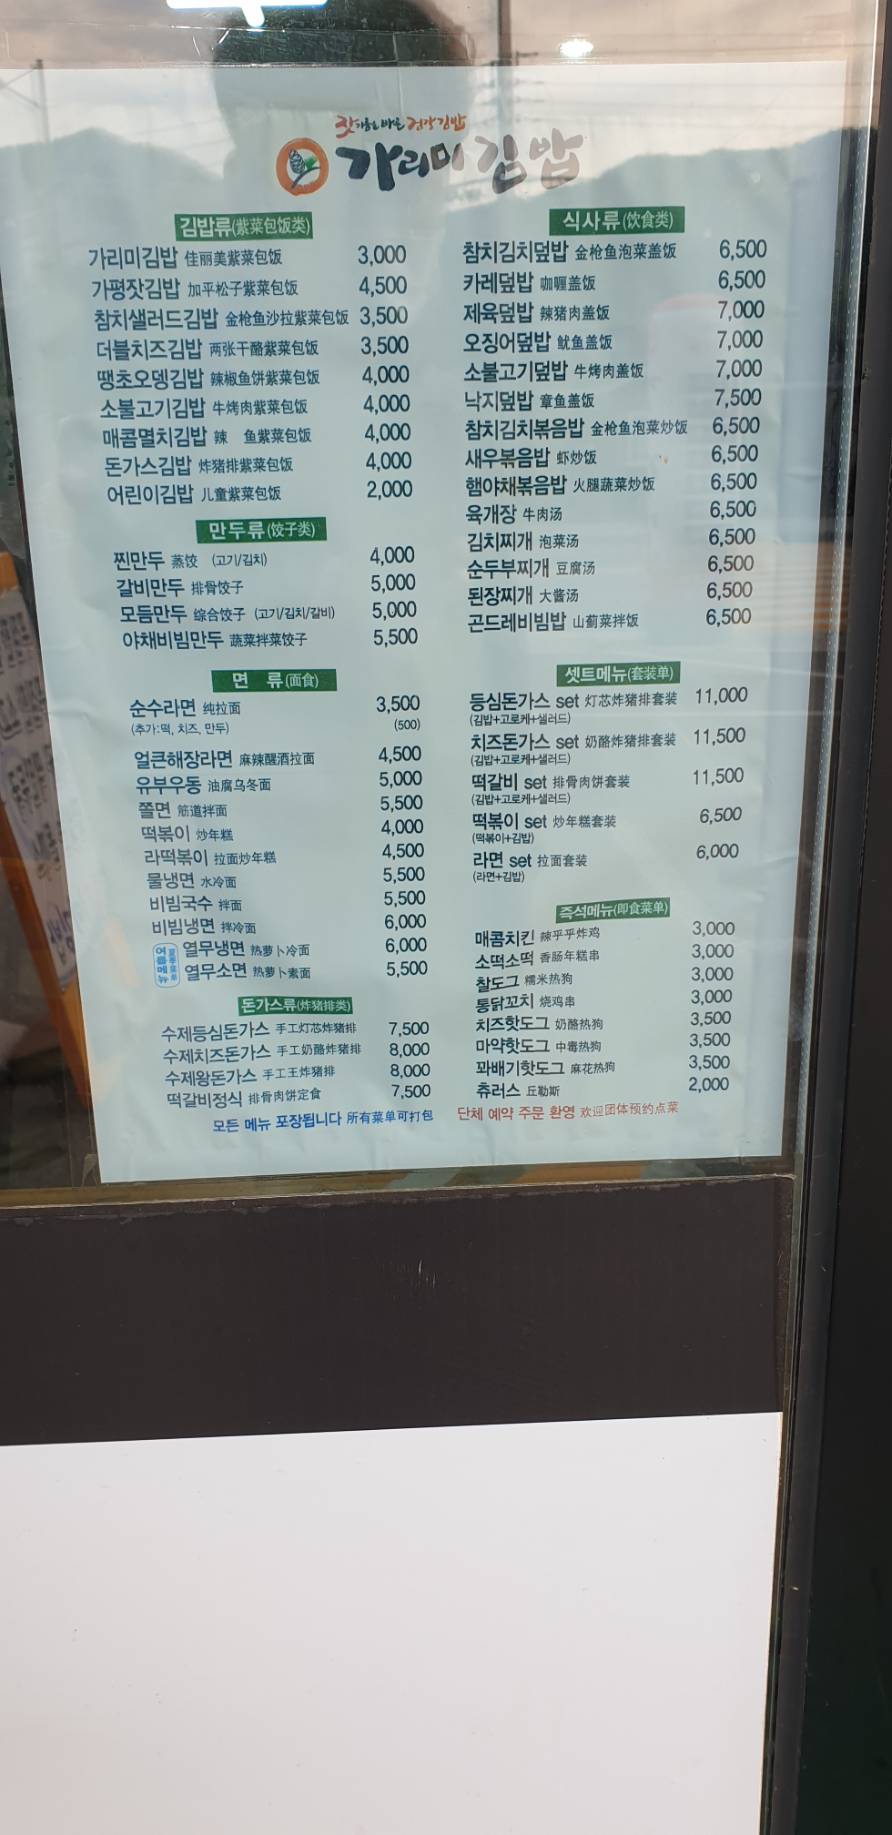 잣가루를 바른 건강김밥
가리미김밥
김밥류(紫菜包饭类)
가리미김밥 佳丽美紫菜包饭 3,000
가평잣김밥 加平松子紫菜包饭 4,500
참치샐러드김밥 金枪鱼沙拉紫菜包饭 3,500
더블치즈김밥 两张干酪紫菜包饭 3,500
땡초오뎅김밥 辣椒鱼饼紫菜包饭 4,000
소불고기김밥 牛烤肉紫菜包饭 4,000
매콤멸치김밥 辣 鱼紫菜包饭 4,000
돈가스김밥 炸猪排紫菜包饭 4,000
어린이김밥 儿童紫菜包饭 2,000
만두류(饺子类)
찐만두 蒸饺 (고기/김치) 4,000
갈비만두 排骨饺子 5,000
모듬만두 综合饺子 (고기/김치/갈비) 5,000
야채비빔만두 蔬菜拌菜饺子 5,500
면 류(面食)
순수라면 纯拉面 3,500
(추가:떡, 치즈, 만두) (500)
얼큰해장라면 麻辣醒酒拉面 4,500
유부우동 油腐乌冬面 5,000
쫄면 筋道拌面 5,500
떡볶이 炒年糕 4,000
라떡볶이 拉面炒年糕 4,500
물냉면 水冷面 5,500
비빔국수 拌面 5,500
비빔냉면 拌冷面 6,000
여름메뉴 夏季菜单
열무냉면 热萝卜冷面 6,000
열무소면 热萝卜素面 5,500
돈가스류(炸猪排类)
수제등심돈가스 手工灯芯炸猪排 7,500
수제치즈돈가스 手工奶酪炸猪排 8,000
수제왕돈가스 手工王炸猪排 8,000
떡갈비정식 排骨肉饼定食 7,500
모든 메뉴 포장됩니다 所有菜单可打包
식사류(饮食类)
참치김치덮밥 金枪鱼泡菜盖饭 6,500
카레덮밥 咖喱盖饭 6,500
제육덮밥 辣猪肉盖饭 7,000
오징어덮밥 鱿鱼盖饭 7,000
소불고기덮밥 牛烤肉盖饭 7,000
낙지덮밥 章鱼盖饭 7,500
참치김치볶음밥 金枪鱼泡菜炒饭 6,500
새우볶음밥 虾炒饭 6,500
햄야채볶음밥 火腿蔬菜炒饭 6,500
육개장 牛肉汤 6,500
김치찌개 泡菜汤 6,500
순두부찌개 豆腐汤 6,500
된장찌개 大酱汤 6,500
곤드레비빔밥 山蓟菜拌饭 6,500
셋트메뉴(套装单)
등심돈가스 set 灯芯炸猪排套装 11,000
(김밥+고로케+샐러드)
치즈돈가스 set 奶酪炸猪排套装 11,500
(김밥+고로케+샐러드)
떡갈비 set 排骨肉饼套装 11,500
(김밥+고로케+샐러드)
떡볶이 set 炒年糕套装 6,500
(떡볶이+김밥)
라면 set 拉面套装 6,000
(라면+김밥)
즉석메뉴(即食菜单)
매콤치킨 辣乎乎炸鸡 3,000
소떡소떡 香肠年糕串 3,000
찰도그 糯米热狗 3,000
통닭꼬치 烧鸡串 3,000
치즈핫도그 奶酪热狗 3,500
마약핫도그 中毒热狗 3,500
꽈배기핫도그 麻花热狗 3,500
츄러스 丘勒斯 2,000
단체 예약 주문 환영 欢迎团体预约点菜